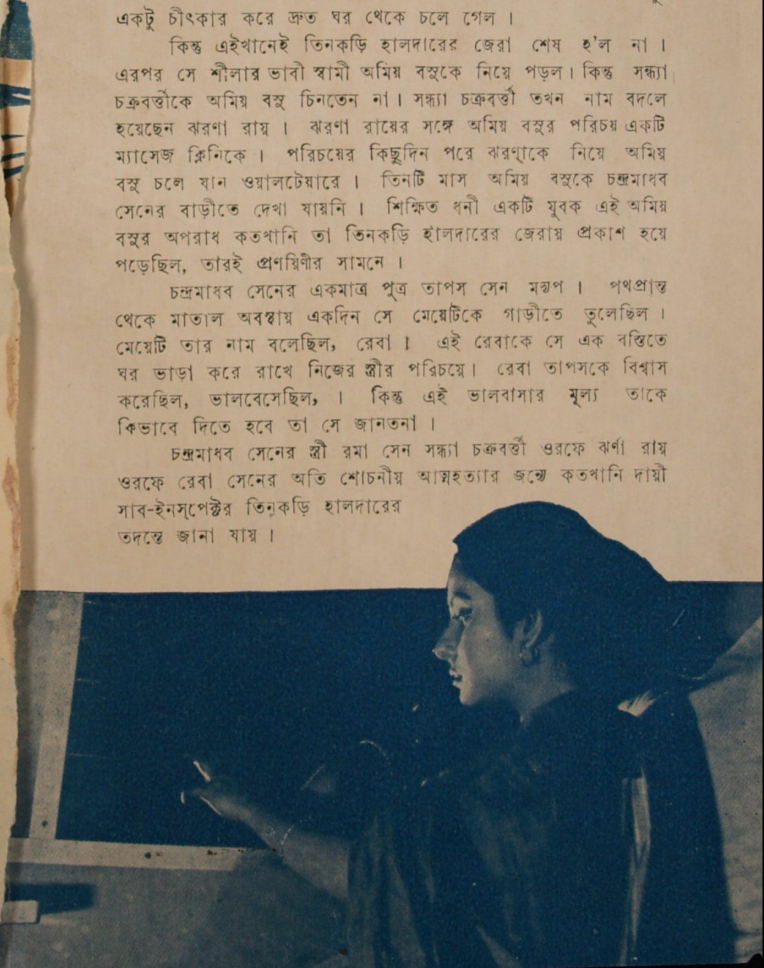 একটু চীৎকার করে দ্রুত ঘর থেকে চলে গেল ।
কিন্তু এইখানেই তিনকড়ি হালদারের জেরা শেষ হ'ল না ।
এরপর সে শীলার ভাবী স্বামী অমিয় বসুকে নিয়ে পড়ল । কিন্তু সন্ধ্যা
চক্রবর্ত্তীকে অমিয় বসু চিনতেন না । সন্ধ্যা চক্রবর্ত্তী তখন নাম বদলে
হয়েছেন ঝরণা রায় । ঝরণা রায়ের সঙ্গে অমিয় বসুর পরিচয় একটি
ম্যাসেজ ক্লিনিকে । পরিচয়ের কিছুদিন পরে ঝরণাকে নিয়ে অমিয়
বসু চলে যান ওয়ালটেয়ারে । তিনটি মাস অমিয় বসুকে চন্দ্রমাধব
সেনের বাড়ীতে দেখা যায়নি । শিক্ষিত ধনী একটি যুবক এই অমিয়
বসুর অপরাধ কতখানি তা তিনকড়ি হালদারের জেরায় প্রকাশ হয়ে
পড়েছিল, তারই প্রণয়িণীর সামনে ।
চন্দ্রমাধব সেনের একমাত্র পুত্র তাপস সেন মদ্যপ । পথপ্রান্ত
থেকে মাতাল অবস্থায় একদিন সে মেয়েটিকে গাড়ীতে তুলেছিল ।
মেয়েটি তার নাম বলেছিল, রেবা । এই রেবাকে সে এক বস্তিতে
ঘর ভাড়া করে রাখে নিজের স্ত্রীর পরিচয়ে । রেবা তাপসকে বিশ্বাস
করেছিল, ভালবেসেছিল, । কিন্তু এই ভালবাসার মূল্য তাকে
কিভাবে দিতে হবে তা সে জানতনা ।
চন্দ্রমাধব সেনের স্ত্রী রমা সেন সন্ধ্যা চক্রবর্ত্তী ওরফে ঝর্ণা রায়
ওরফে রেবা সেনের অতি শোচনীয় আত্মহত্যার জন্যে কতখানি দায়ী
সাব-ইনস্পেক্টর তিনকড়ি হালদারের
তদন্তে জানা যায় ।